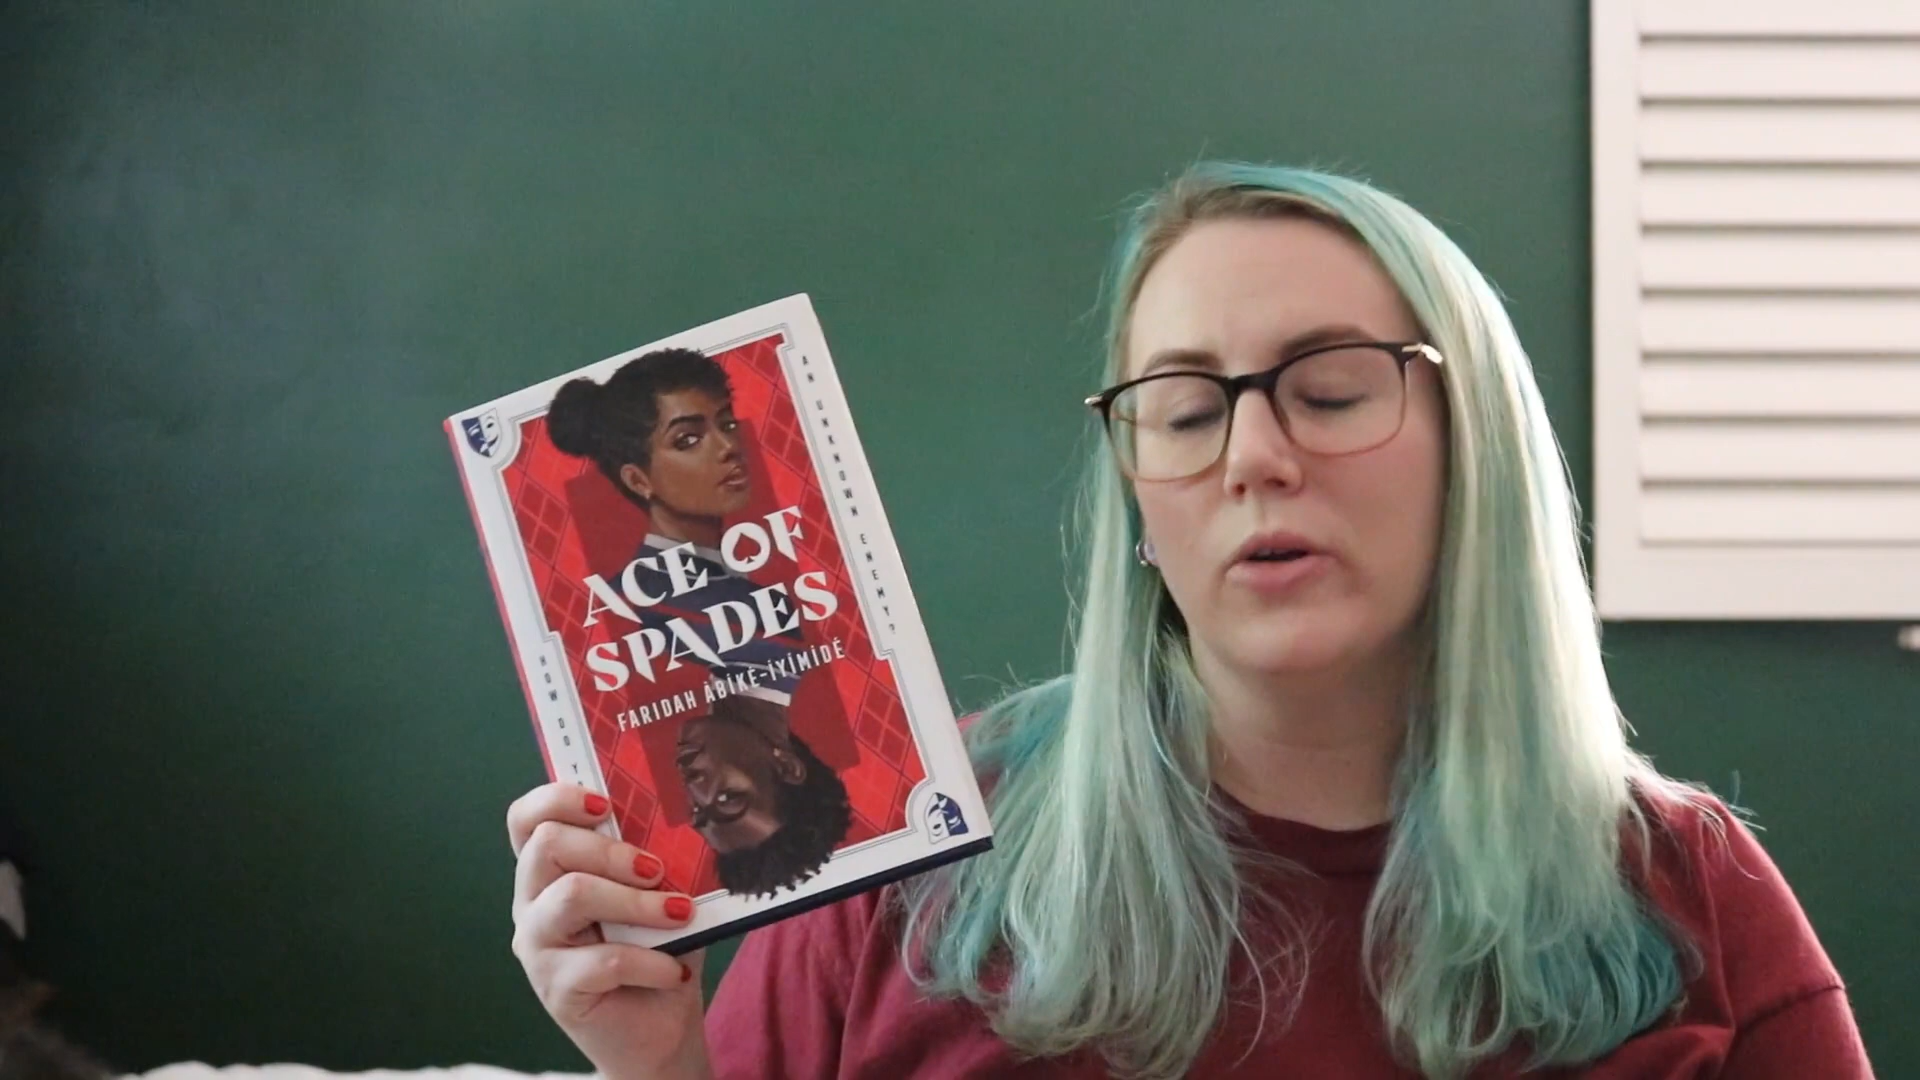 AN UNKNOWN ENEMY?
ACE OF
SPADES
FARIDAH ÀBÍKÉ-ÍYÍMÍDÉ
HOW DO Y